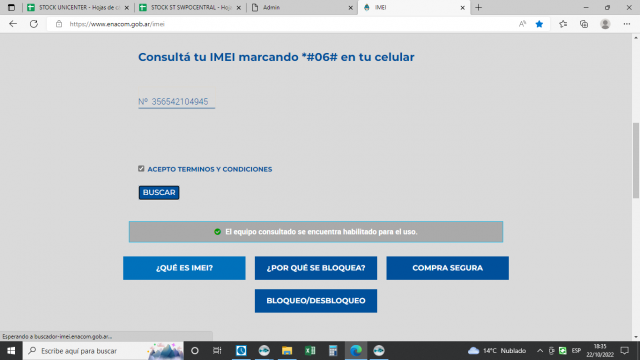 STOCK UNICENTER - Hojas de cá
STOCK ST SWPOCENTRAL - Hoja
Admin
IMEI
https://www.enacom.gob.ar/imei
Consultá tu IMEI marcando *#06# en tu celular
Nº 356542104945
ACEPTO TERMINOS Y CONDICIONES
BUSCAR
El equipo consultado se encuentra habilitado para el uso.
¿QUÉ ES IMEI?
¿POR QUÉ SE BLOQUEA?
COMPRA SEGURA
BLOQUEO/DESBLOQUEO
Esperando a buscador-imei.enacom.gob.ar...
Escribe aquí para buscar
14°C Nublado
ESP
18:35
22/10/2022